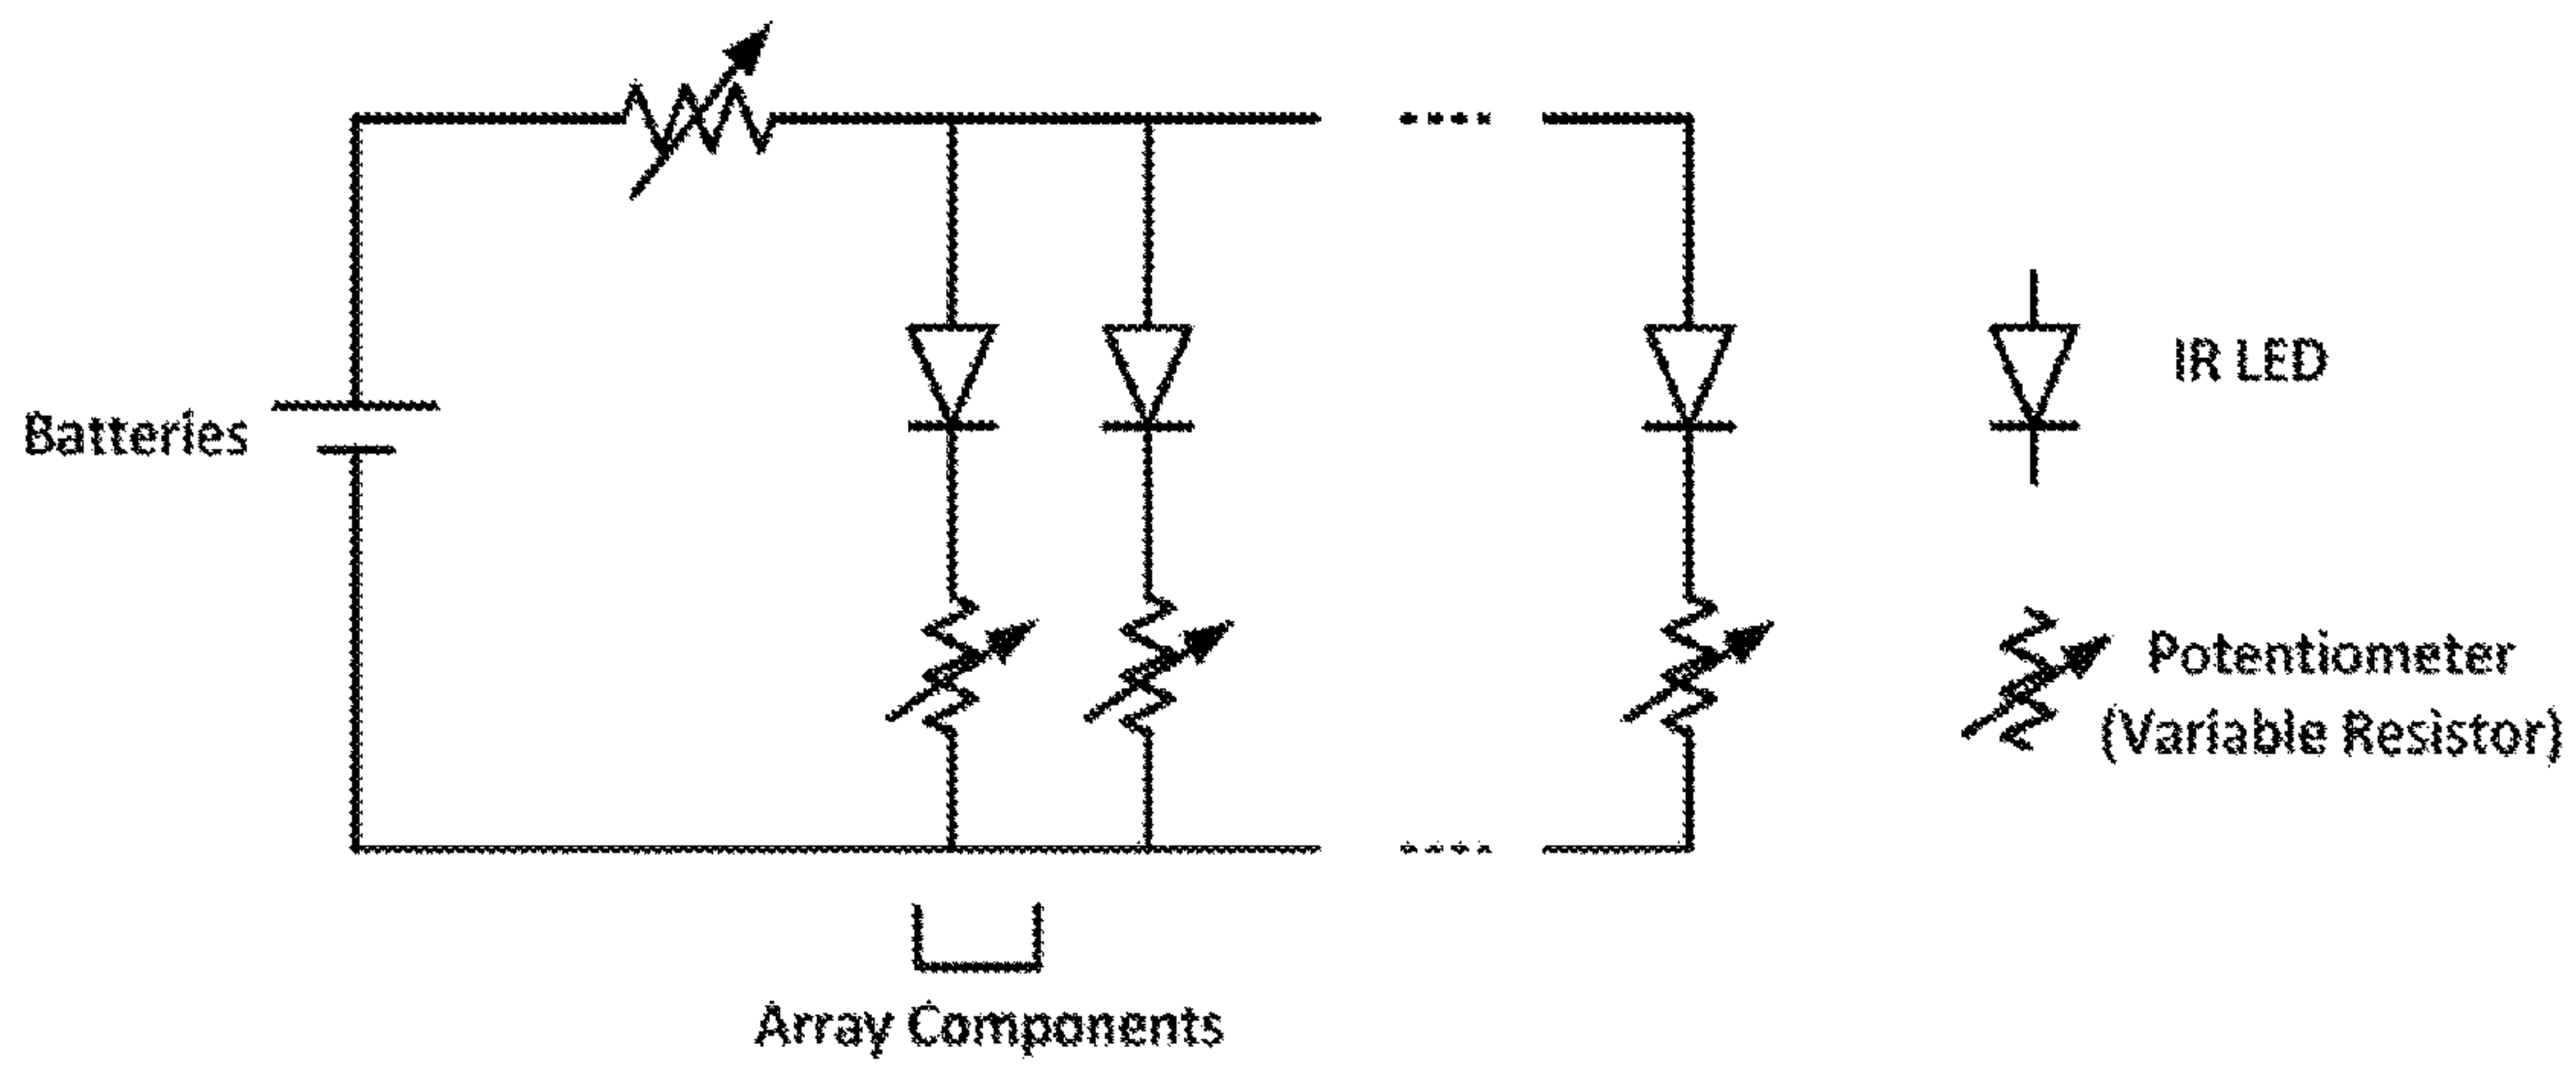 Batteries
IR LED
Potentiometer
(Variable Resistor)
Array Components